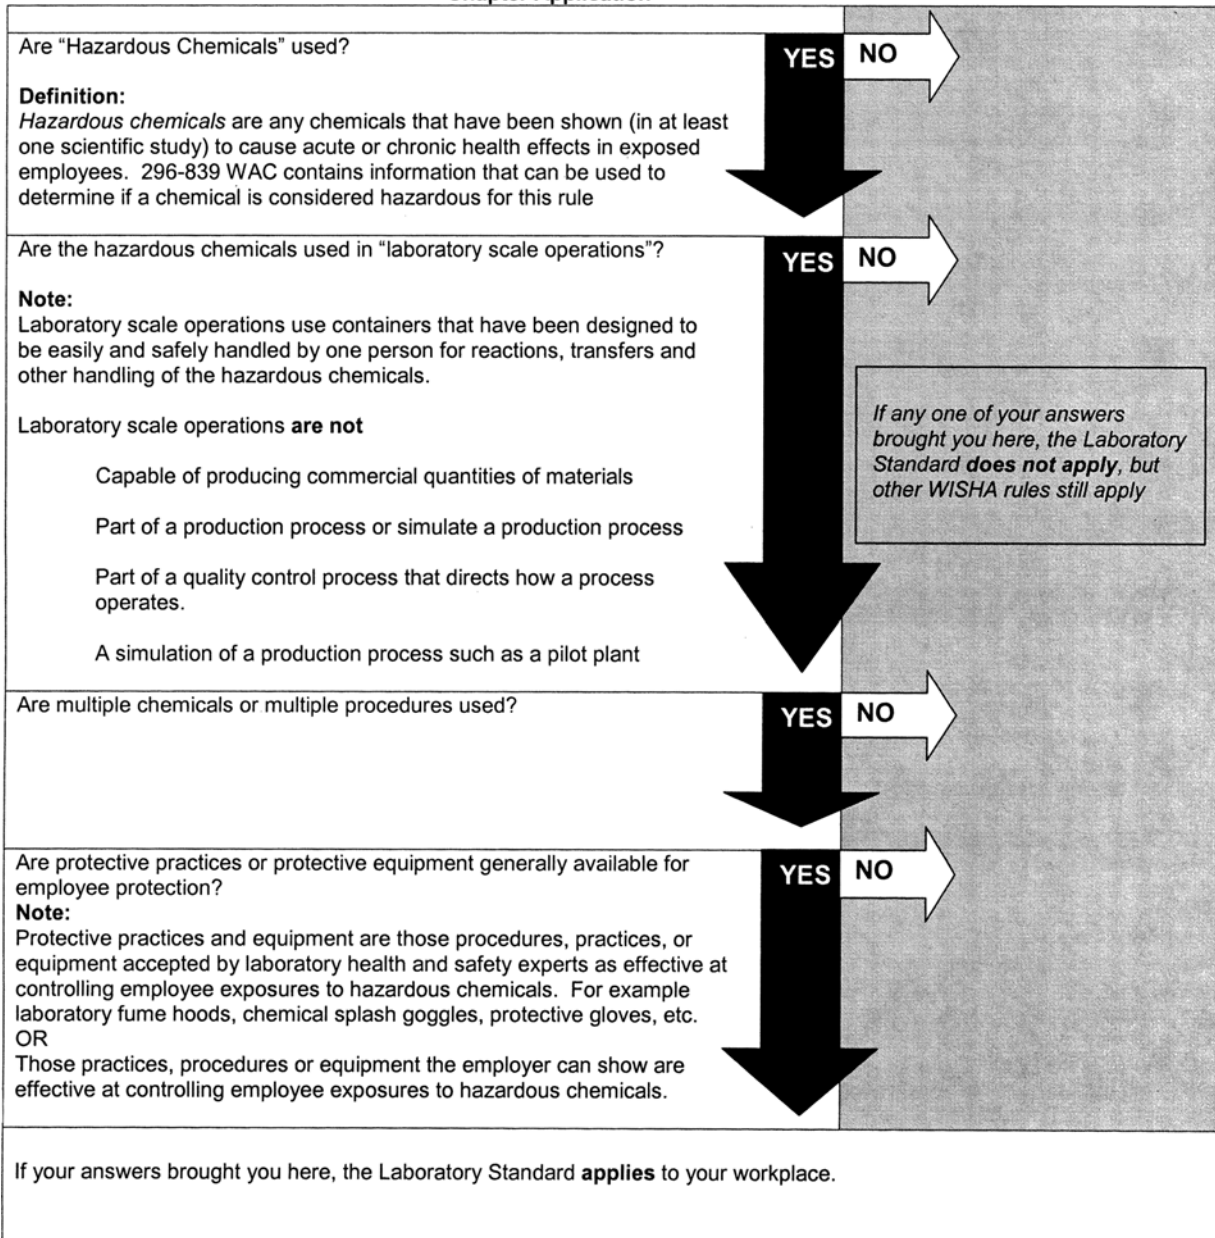 Are "Hazardous Chemicals" used?
YES
NO
Definition:
Hazardous chemicals are any chemicals that have been shown (in at least
one scientific study) to cause acute or chronic health effects in exposed
employees. 296-839 WAC contains information that can be used to
determine if a chemical is considered hazardous for this rule
Are the hazardous chemicals used in "laboratory scale operations"?
YES
NO
Note:
Laboratory scale operations use containers that have been designed to
be easily and safely handled by one person for reactions, transfers and
other handling of the hazardous chemicals.
Laboratory scale operations are not
Capable of producing commercial quantities of materials
Part of a production process or simulate a production process
Part of a quality control process that directs how a process
operates.
A simulation of a production process such as a pilot plant
If any one of your answers
brought you here, the Laboratory
Standard does not apply, but
other WISHA rules still apply
Are multiple chemicals or multiple procedures used?
YES
NO
Are protective practices or protective equipment generally available for
employee protection?
YES
NO
Note:
Protective practices and equipment are those procedures, practices, or
equipment accepted by laboratory health and safety experts as effective at
controlling employee exposures to hazardous chemicals. For example
laboratory fume hoods, chemical splash goggles, protective gloves, etc.
OR
Those practices, procedures or equipment the employer can show are
effective at controlling employee exposures to hazardous chemicals.
If your answers brought you here, the Laboratory Standard applies to your workplace.